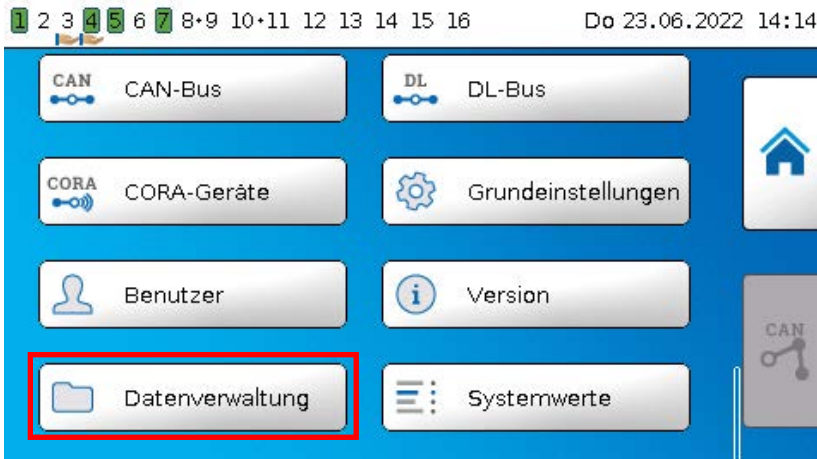 1 2 3 4 5 6 7 8•9 10•11 12 13 14 15 16 Do 23.06.2022 14:14
CAN CAN-Bus DL DL-Bus
CORA CORA-Geräte Grundeinstellungen
Benutzer i Version
CAN
Datenverwaltung Systemwerte